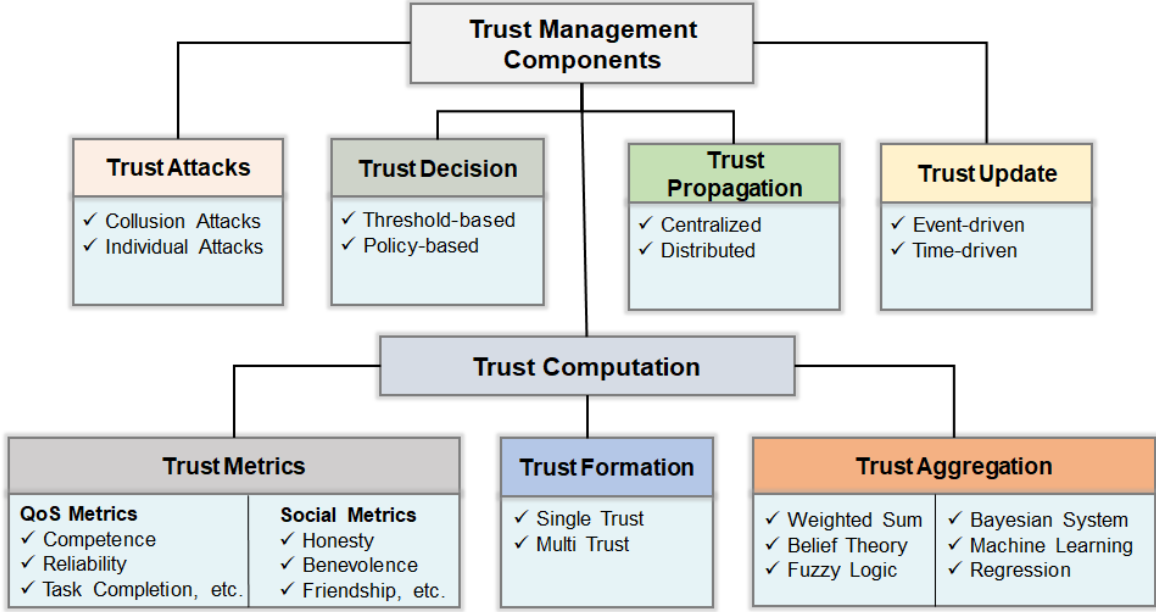 Trust Management
Components
Trust Attacks
✓ Collusion Attacks
✓ Individual Attacks
Trust Decision
✓ Threshold-based
✓ Policy-based
Trust
Propagation
✓ Centralized
✓ Distributed
Trust Update
✓ Event-driven
✓ Time-driven
Trust Computation
Trust Metrics
QoS Metrics
✓ Competence
✓ Reliability
✓ Task Completion, etc.
Social Metrics
✓ Honesty
✓ Benevolence
✓ Friendship, etc.
Trust Formation
✓ Single Trust
✓ Multi Trust
Trust Aggregation
✓ Weighted Sum
✓ Belief Theory
✓ Fuzzy Logic
✓ Bayesian System
✓ Machine Learning
✓ Regression